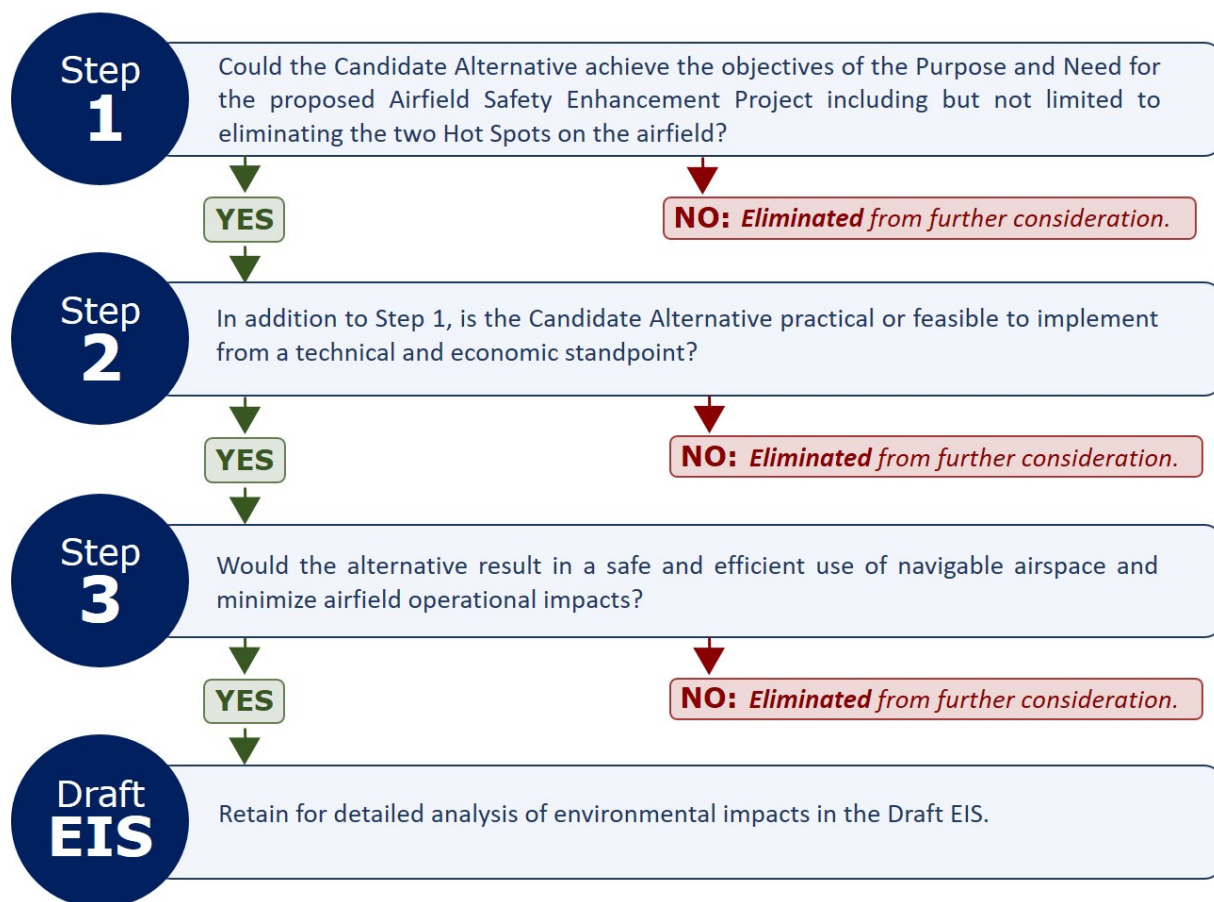 Step
1
Could the Candidate Alternative achieve the objectives of the Purpose and Need for
the proposed Airfield Safety Enhancement Project including but not limited to
eliminating the two Hot Spots on the airfield?
YES
NO: Eliminated from further consideration.
Step
2
In addition to Step 1, is the Candidate Alternative practical or feasible to implement
from a technical and economic standpoint?
YES
NO: Eliminated from further consideration.
Step
3
Would the alternative result in a safe and efficient use of navigable airspace and
minimize airfield operational impacts?
YES
NO: Eliminated from further consideration.
Draft
EIS
Retain for detailed analysis of environmental impacts in the Draft EIS.